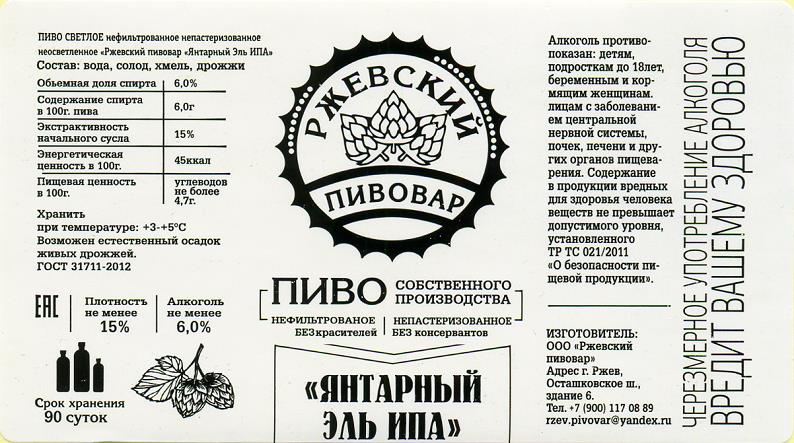 ПИВО СВЕТЛОЕ нефильтрованное непастеризованное
неосветленное «Ржевский пивовар «Янтарный Эль ИПА»
Состав: вода, солод, хмель, дрожжи
Обьемная доля спирта 6,0%
Содержание спирта
в 100г. пива 6,0г
Экстрактивность
начального сусла 15%
Энергетическая
ценность в 100г. 45ккал
Пищевая ценность
в 100г. углеводов
не более
4,7г.
Хранить
при температуре: +3-+5°С
Возможен естественный осадок
живых дрожжей.
ГОСТ 31711-2012
ЕАС
Плотность
не менее
15%
Алкоголь
не менее
6,0%
Срок хранения
90 суток
РЖЕВСКИЙ
ПИВОВАР
ПИВО СОБСТВЕННОГО
ПРОИЗВОДСТВА
НЕФИЛЬТРОВАНОЕ
БЕЗ красителей
НЕПАСТЕРИЗОВАННОЕ
БЕЗ консервантов
«ЯНТАРНЫЙ
ЭЛЬ ИПА»
Алкоголь противо-
показан: детям,
подросткам до 18лет,
беременным и кор-
мящим женщинам.
лицам с заболевани-
ем центральной
нервной системы,
почек, печени и дру-
гих органов пищева-
рения. Содержание
в продукции вредных
для здоровья человека
веществ не превышает
допустимого уровня,
установленного
ТР ТС 021/2011
«О безопасности пи-
щевой продукции».
ИЗГОТОВИТЕЛЬ:
ООО «Ржевский
пивовар»
Адрес г. Ржев,
Осташковское ш.,
здание 6.
Тел. +7 (900) 117 08 89
rzev.pivovar@yandex.ru
ЧЕРЕЗМЕРНОЕ УПОТРЕБЛЕНИЕ АЛКОГОЛЯ
ВРЕДИТ ВАШЕМУ ЗДОРОВЬЮ